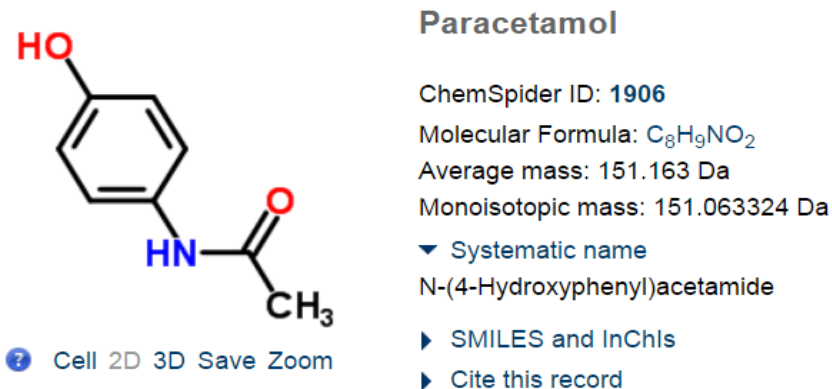 HO
HN
O
CH₃
? Cell 2D 3D Save Zoom
Paracetamol
ChemSpider ID: 1906
Molecular Formula: C₈H₉NO₂
Average mass: 151.163 Da
Monoisotopic mass: 151.063324 Da
Systematic name
N-(4-Hydroxyphenyl)acetamide
SMILES and InChIs
Cite this record